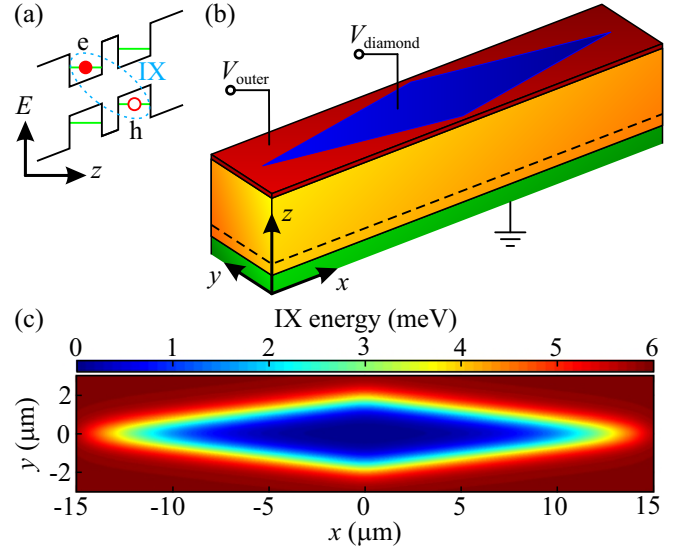 (a)
e
IX
h
E
z
(b)
V_outer
V_diamond
z
y
x
(c)
IX energy (meV)
0 1 2 3 4 5 6
y (μm)
2
0
-2
-15 -10 -5 0 5 10 15
x (μm)